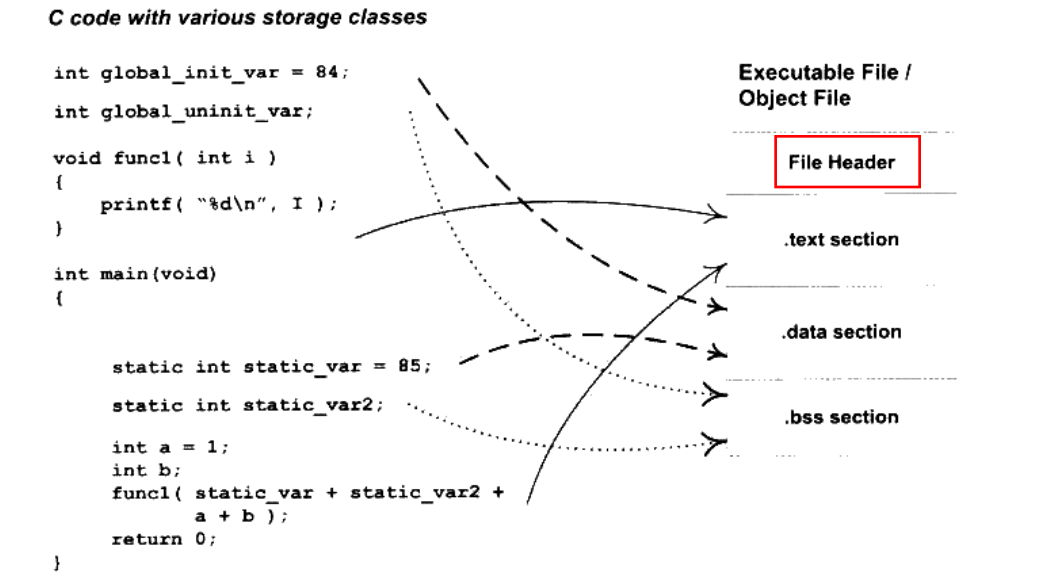 C code with various storage classes
int global_init_var = 84;
int global_uninit_var;
void func1( int i )
{
printf( "%d\n", I );
}
int main(void)
{
static int static_var = 85;
static int static_var2;
int a = 1;
int b;
func1( static_var + static_var2 +
a + b );
return 0;
}
Executable File /
Object File
File Header
.text section
.data section
.bss section